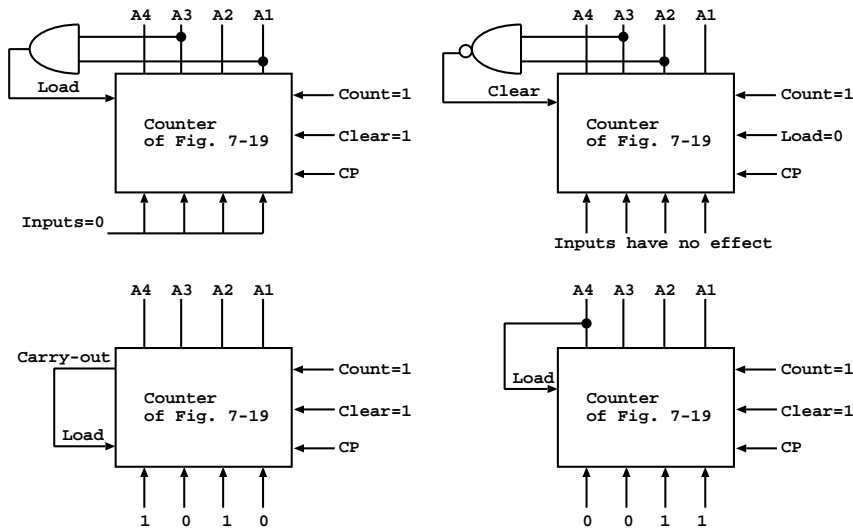 A4 A3 A2 A1
Load
Counter
of Fig. 7-19
Count=1
Clear=1
CP
Inputs=0
A4 A3 A2 A1
Clear
Counter
of Fig. 7-19
Count=1
Load=0
CP
Inputs have no effect
A4 A3 A2 A1
Carry-out
Load
Counter
of Fig. 7-19
Count=1
Clear=1
CP
1 0 1 0
A4 A3 A2 A1
Load
Counter
of Fig. 7-19
Count=1
Clear=1
CP
0 0 1 1